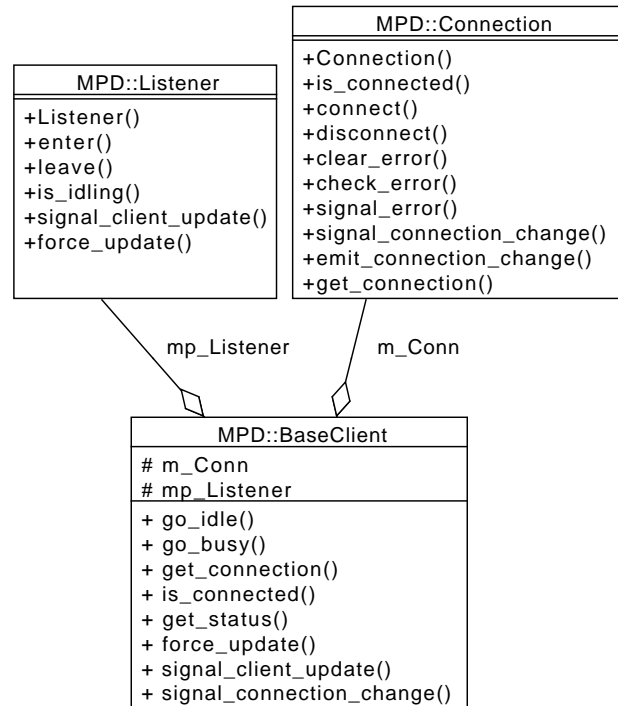 MPD::Connection
+Connection()
+is_connected()
+connect()
+disconnect()
+clear_error()
+check_error()
+signal_error()
+signal_connection_change()
+emit_connection_change()
+get_connection()
MPD::Listener
+Listener()
+enter()
+leave()
+is_idling()
+signal_client_update()
+force_update()
mp_Listener
m_Conn
MPD::BaseClient
# m_Conn
# mp_Listener
+ go_idle()
+ go_busy()
+ get_connection()
+ is_connected()
+ get_status()
+ force_update()
+ signal_client_update()
+ signal_connection_change()